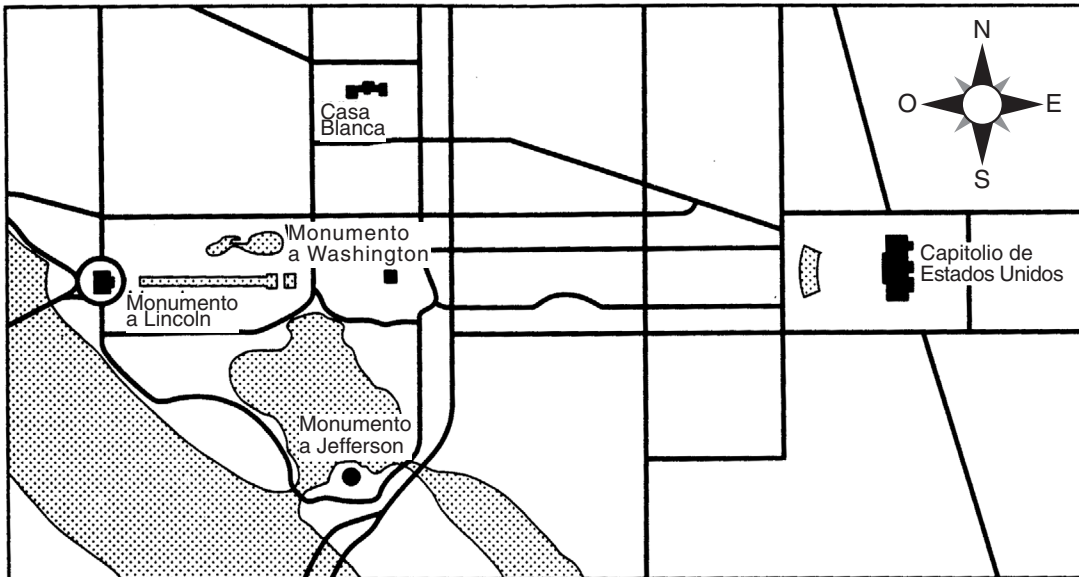 N
O
E
S
Casa
Blanca
Monumento
a Washington
Capitolio de
Estados Unidos
Monumento
a Lincoln
Monumento
a Jefferson